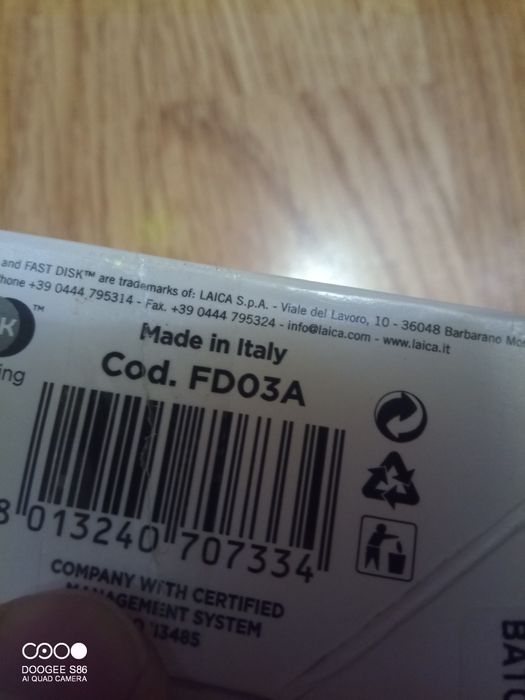 and FAST DISK™ are trademarks of: LAICA S.p.A. - Viale del Lavoro, 10 - 36048 Barbarano
+39 0444 795314 - Fax. +39 0444 795324 - info@laica.com - www.laica.it
™
Made in Italy
Cod. FD03A
8 013240 707334
COMPANY WITH CERTIFIED
MANAGEMENT SYSTEM
13485
DOOGEE S86
AI QUAD CAMERA